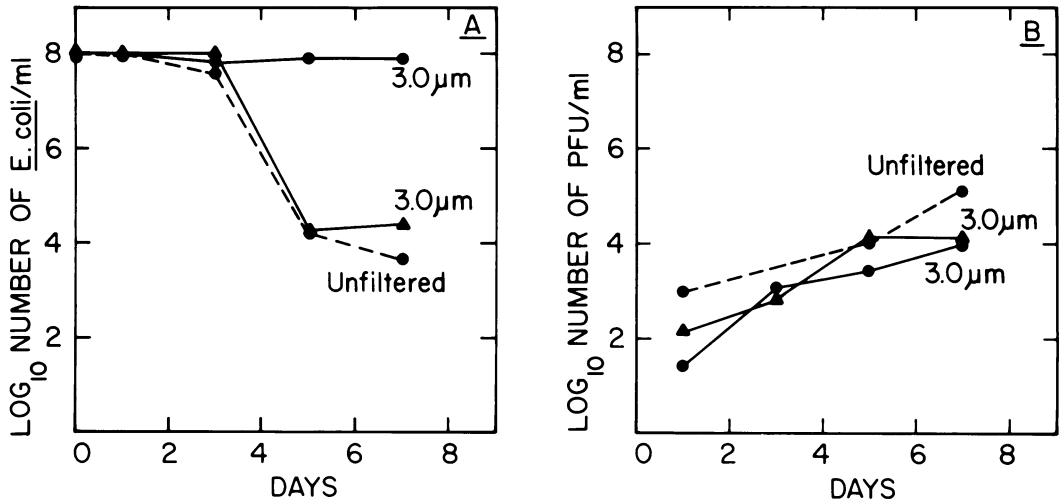 A
LOG10 NUMBER OF E. coli/ml
8
6
4
2
0 2 4 6 8
DAYS
3.0µm
3.0µm
Unfiltered
B
LOG10 NUMBER OF PFU/ml
8
6
4
2
0 2 4 6 8
DAYS
Unfiltered
3.0µm
3.0µm